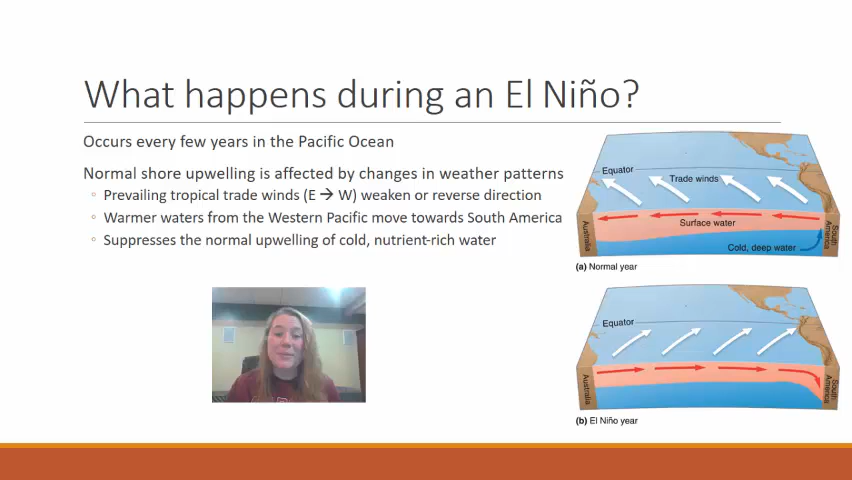 What happens during an El Niño?
Occurs every few years in the Pacific Ocean
Normal shore upwelling is affected by changes in weather patterns
◦ Prevailing tropical trade winds (E → W) weaken or reverse direction
◦ Warmer waters from the Western Pacific move towards South America
◦ Suppresses the normal upwelling of cold, nutrient-rich water
Equator
Trade winds
Surface water
Cold, deep water
Australia
South America
(a) Normal year
Equator
Australia
South America
(b) El Niño year